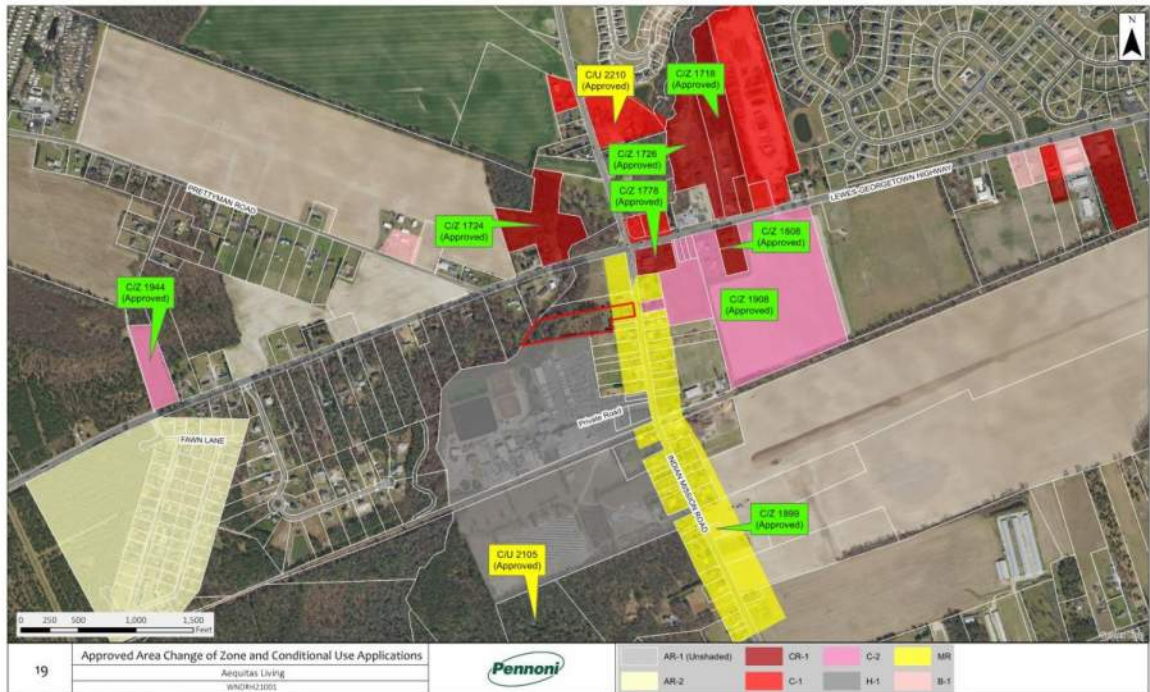 N
C/U 2210
(Approved)
C/Z 1718
(Approved)
C/Z 1726
(Approved)
C/Z 1778
(Approved)
LEWES-GEORGETOWN HIGHWAY
PRETTYMAN ROAD
C/Z 1724
(Approved)
C/Z 1608
(Approved)
C/Z 1944
(Approved)
C/Z 1908
(Approved)
Private Road
FAWN LANE
INDIAN MISSION ROAD
C/Z 1899
(Approved)
C/U 2105
(Approved)
0 250 500 1,000 1,500
Feet
19
Approved Area Change of Zone and Conditional Use Applications
Aequitas Living
WNDRH21001
Pennoni
AR-1 (Unshaded) CR-1 C-2 MR
AR-2 C-1 H-1 B-1